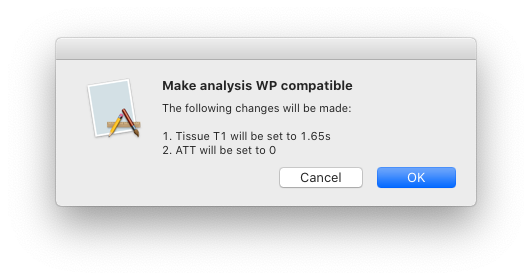 Make analysis WP compatible
The following changes will be made:
1. Tissue T1 will be set to 1.65s
2. ATT will be set to 0
Cancel
OK